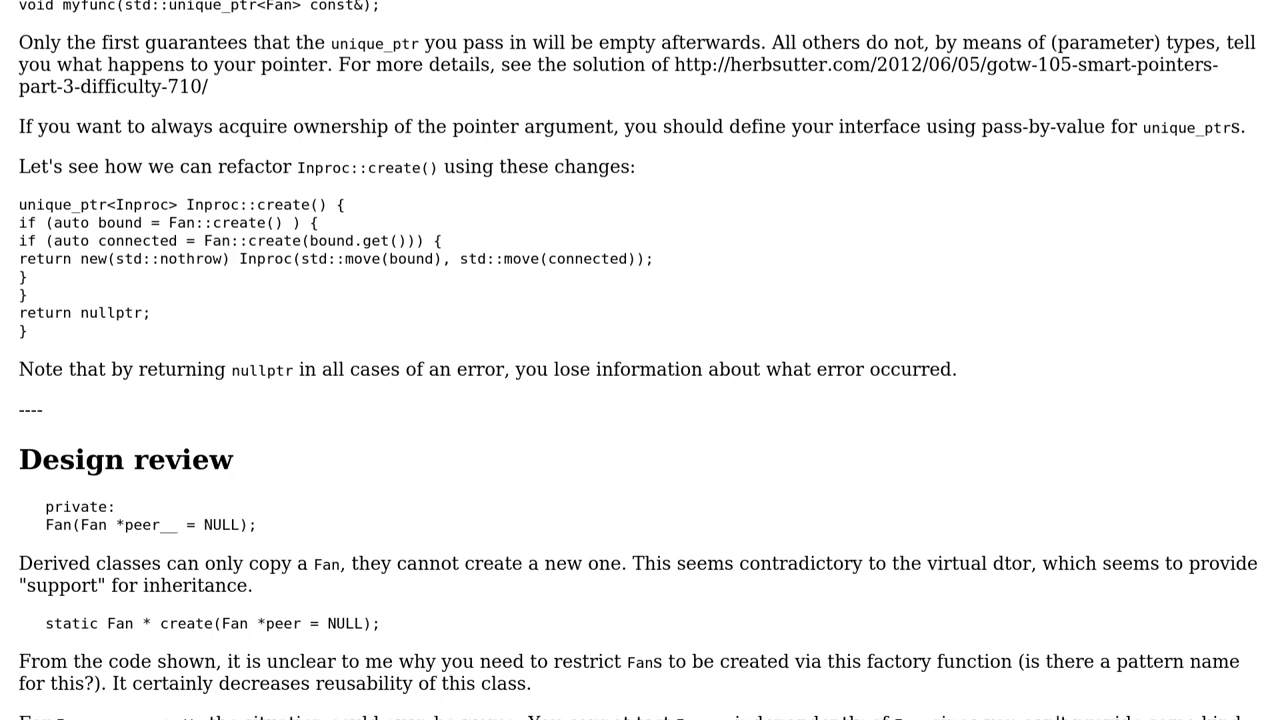 void myfunc(std::unique_ptr<Fan> const&);
Only the first guarantees that the unique_ptr you pass in will be empty afterwards. All others do not, by means of (parameter) types, tell
you what happens to your pointer. For more details, see the solution of http://herbsutter.com/2012/06/05/gotw-105-smart-pointers-
part-3-difficulty-710/
If you want to always acquire ownership of the pointer argument, you should define your interface using pass-by-value for unique_ptrs.
Let's see how we can refactor Inproc::create() using these changes:
unique_ptr<Inproc> Inproc::create() {
if (auto bound = Fan::create() ) {
if (auto connected = Fan::create(bound.get())) {
return new(std::nothrow) Inproc(std::move(bound), std::move(connected));
}
}
return nullptr;
}
Note that by returning nullptr in all cases of an error, you lose information about what error occurred.
----
Design review
private:
Fan(Fan *peer__ = NULL);
Derived classes can only copy a Fan, they cannot create a new one. This seems contradictory to the virtual dtor, which seems to provide
"support" for inheritance.
static Fan * create(Fan *peer = NULL);
From the code shown, it is unclear to me why you need to restrict Fans to be created via this factory function (is there a pattern name
for this?). It certainly decreases reusability of this class.